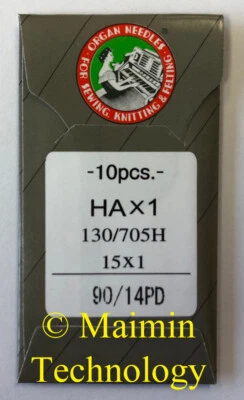 ORGAN NEEDLES
FOR SEWING, KNITTING & FELTING
-10pcs.-
HA×1
130/705H
15×1
90/14PD
© Maimin
Technology